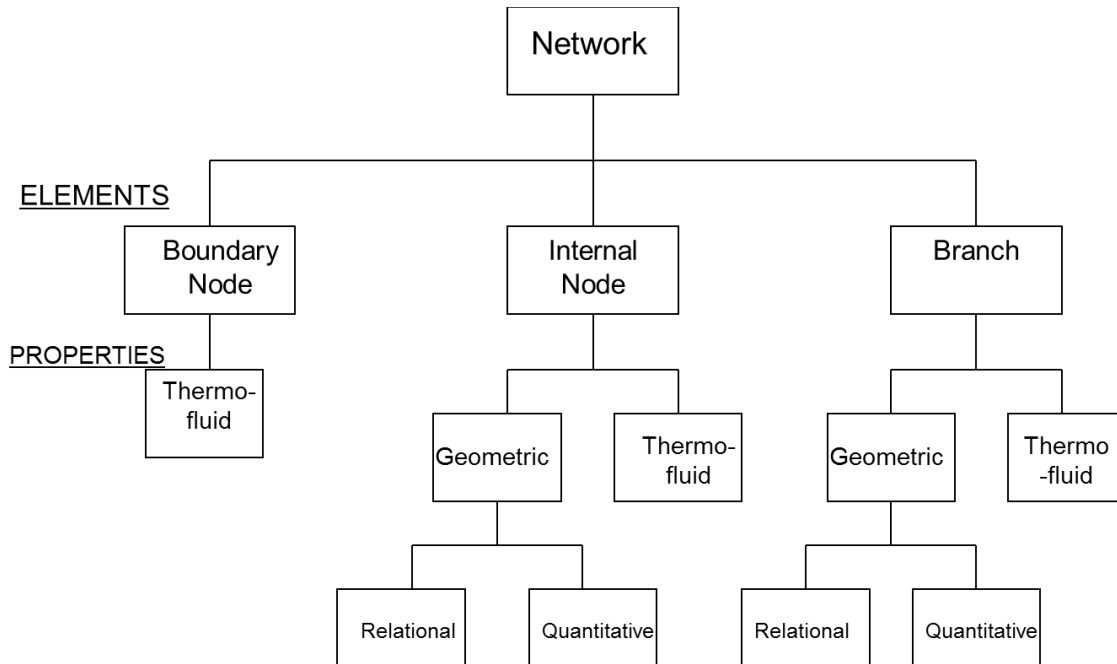 Network
ELEMENTS
Boundary
Node
Internal
Node
Branch
PROPERTIES
Thermo-
fluid
Geometric
Thermo-
fluid
Geometric
Thermo
-fluid
Relational
Quantitative
Relational
Quantitative